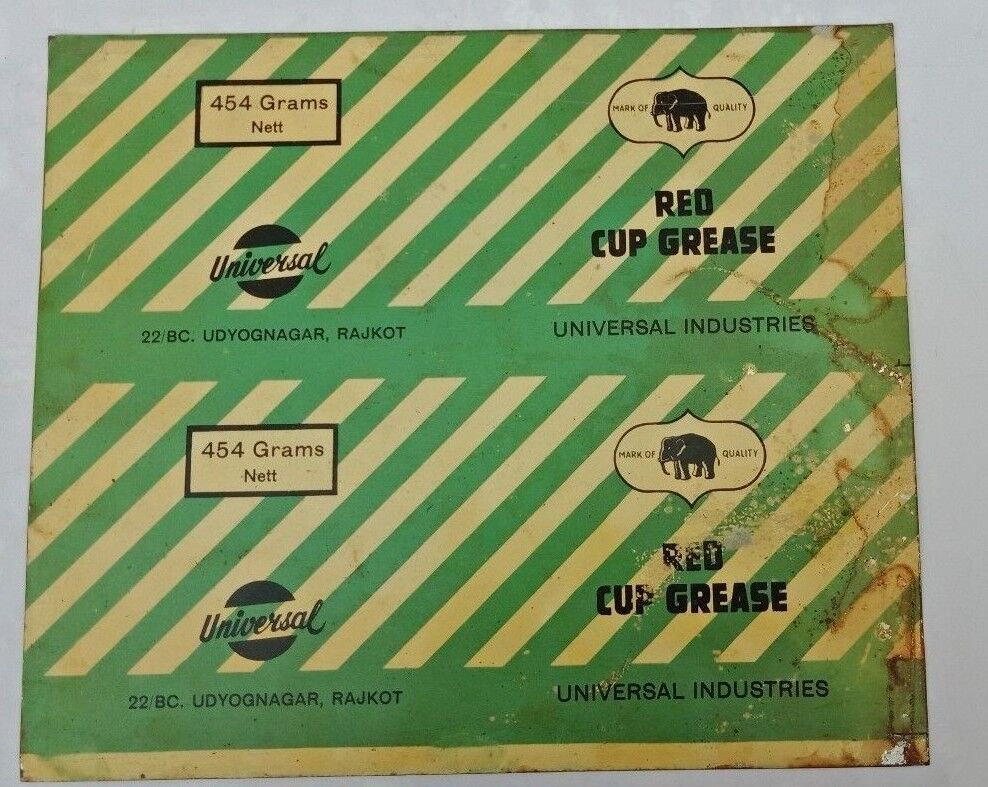 454 Grams
Nett
MARK OF QUALITY
RED
CUP GREASE
Universal
22/BC. UDYOGNAGAR, RAJKOT
UNIVERSAL INDUSTRIES
454 Grams
Nett
MARK OF QUALITY
RED
CUP GREASE
Universal
22/BC. UDYOGNAGAR, RAJKOT
UNIVERSAL INDUSTRIES